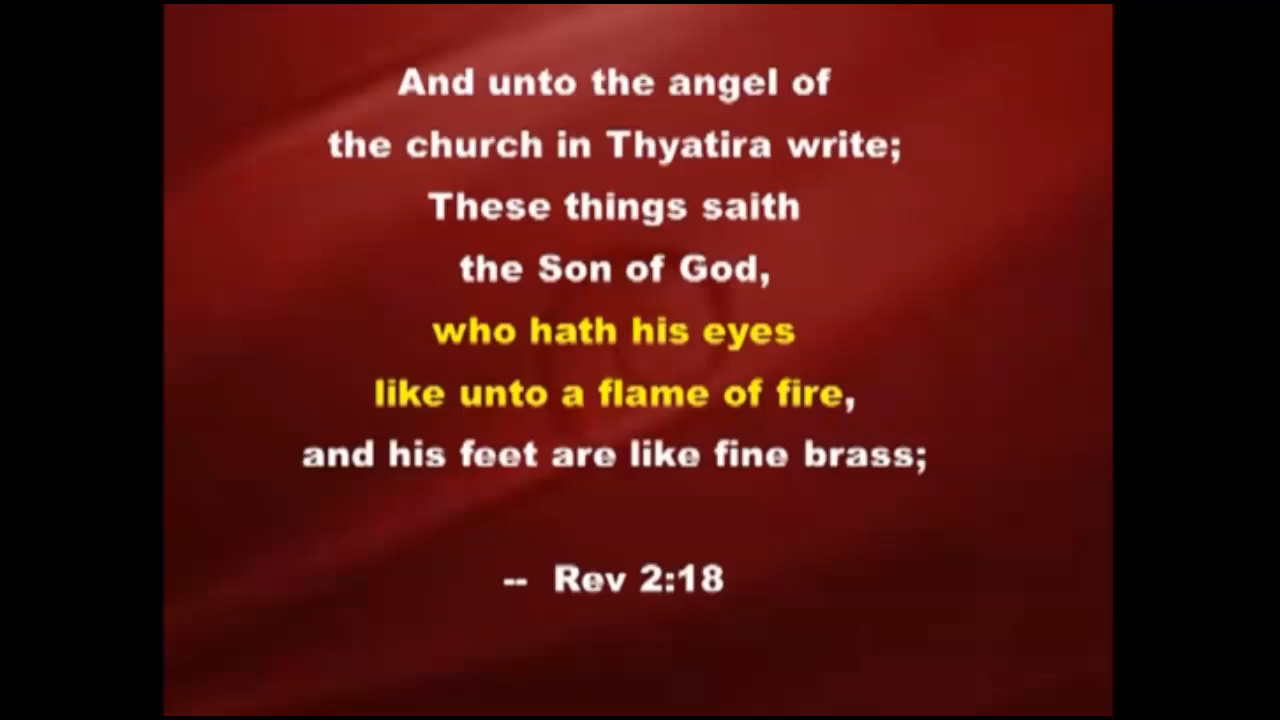 And unto the angel of
the church in Thyatira write;
These things saith
the Son of God,
who hath his eyes
like unto a flame of fire,
and his feet are like fine brass;
-- Rev 2:18